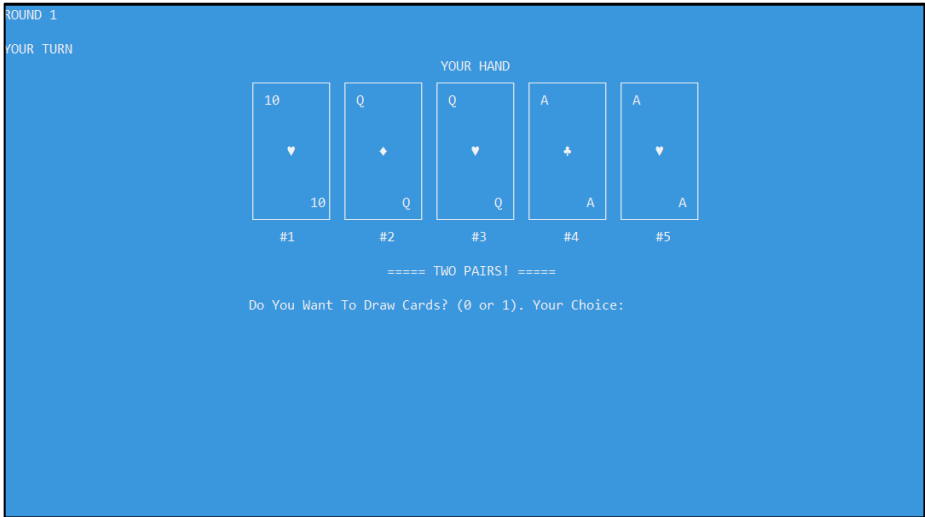 ROUND 1
YOUR TURN
YOUR HAND
10 Q Q A A
♥ ♦ ♥ ♣ ♥
10 Q Q A A
#1 #2 #3 #4 #5
===== TWO PAIRS! =====
Do You Want To Draw Cards? (0 or 1). Your Choice: